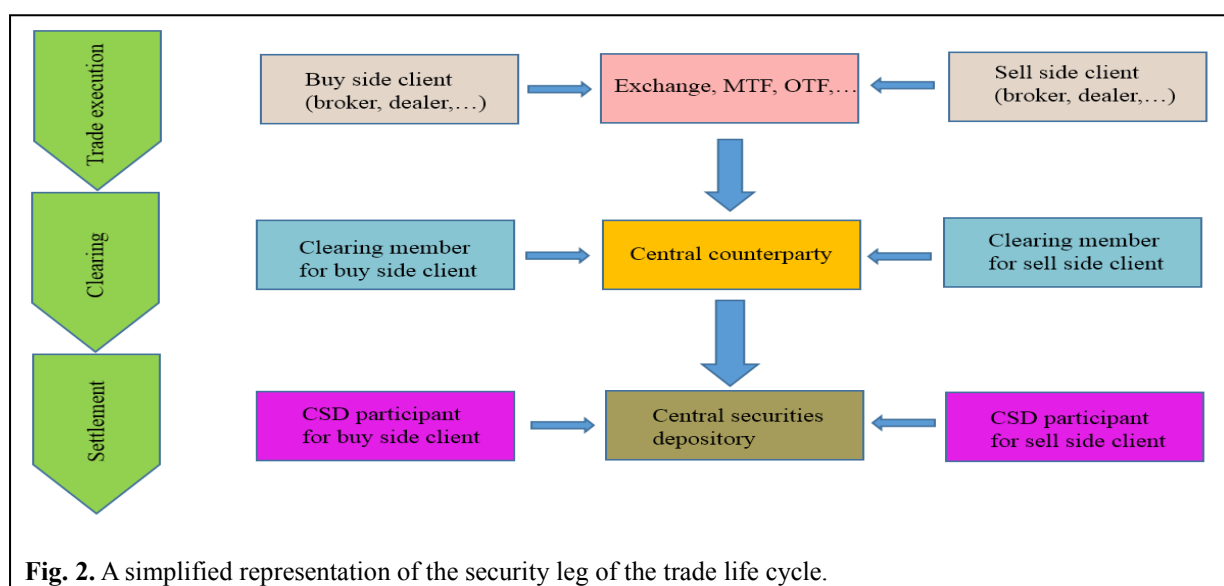 Trade execution
Buy side client
(broker, dealer,…)
Exchange, MTF, OTF,…
Sell side client
(broker, dealer,…)
Clearing
Clearing member
for buy side client
Central counterparty
Clearing member
for sell side client
Settlement
CSD participant
for buy side client
Central securities
depository
CSD participant
for sell side client
Fig. 2. A simplified representation of the security leg of the trade life cycle.